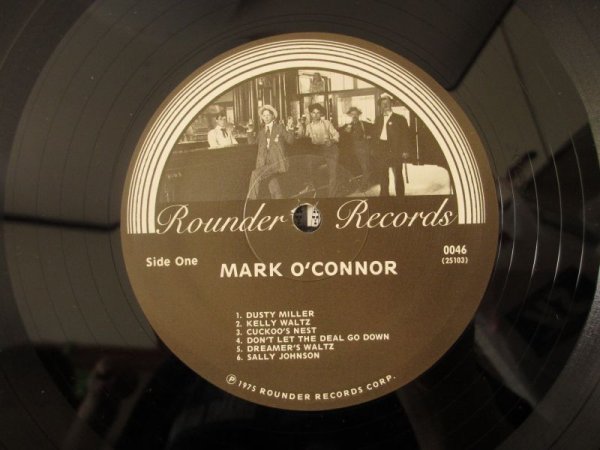 Rounder Records
Side One
0046
(25103)
MARK O'CONNOR
1. DUSTY MILLER
2. KELLY WALTZ
3. CUCKOO'S NEST
4. DON'T LET THE DEAL GO DOWN
5. DREAMER'S WALTZ
6. SALLY JOHNSON
℗ 1975 ROUNDER RECORDS CORP.